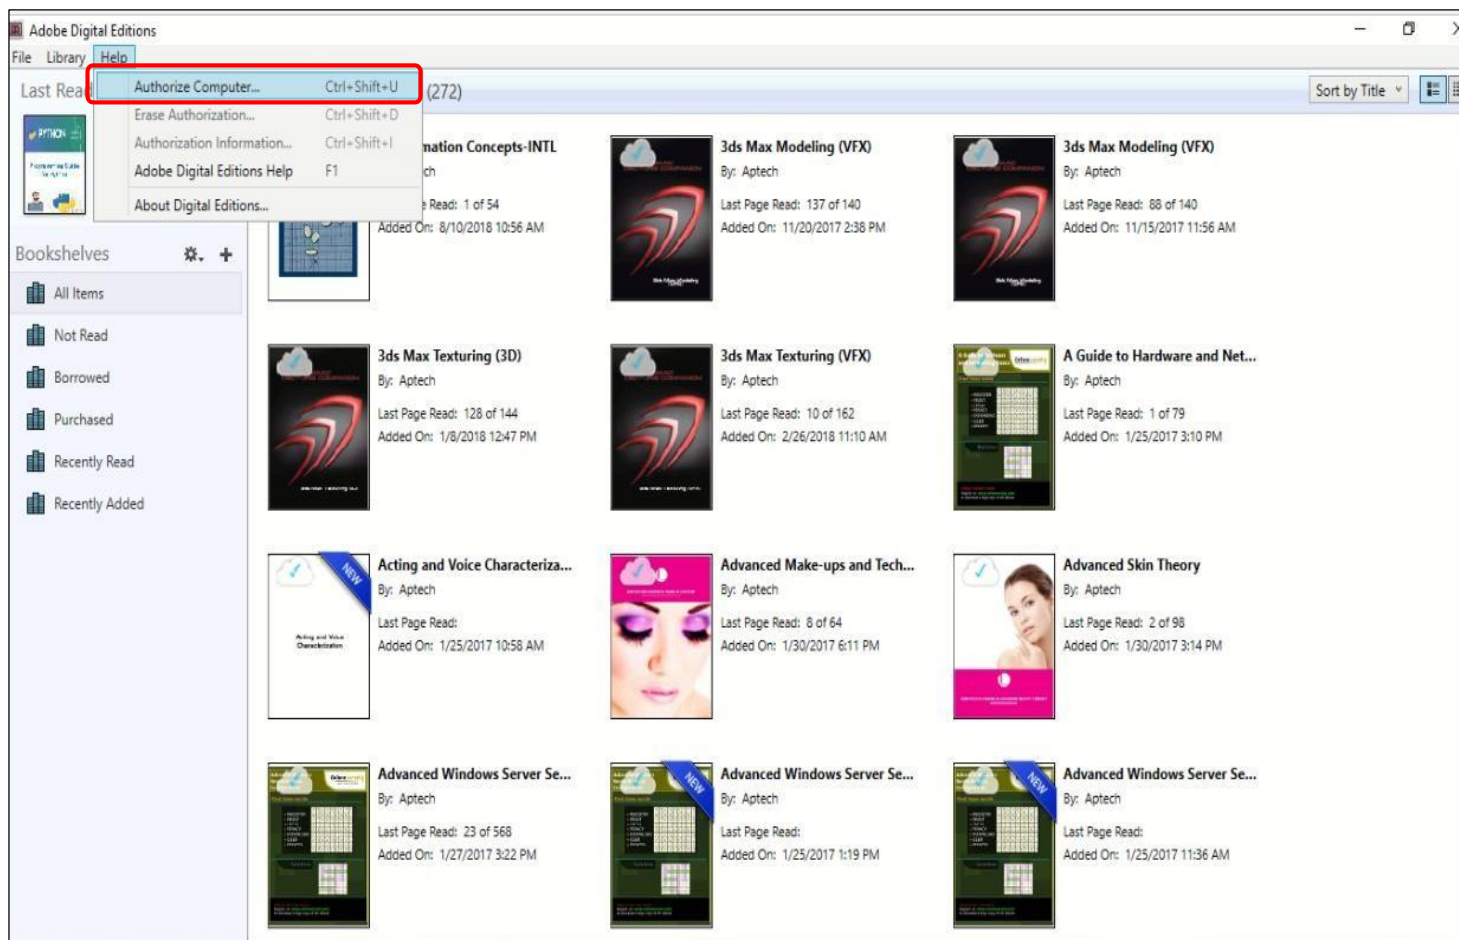 Adobe Digital Editions
File Library Help
Last Read
Authorize Computer... Ctrl+Shift+U
Erase Authorization... Ctrl+Shift+D
Authorization Information... Ctrl+Shift+I
Adobe Digital Editions Help F1
About Digital Editions...
(272)
Sort by Title
PYTHON
Bookshelves
All Items
Not Read
Borrowed
Purchased
Recently Read
Recently Added
mation Concepts-INTL
ch
Read: 1 of 54
Added On: 8/10/2018 10:56 AM
3ds Max Modeling (VFX)
By: Aptech
Last Page Read: 137 of 140
Added On: 11/20/2017 2:38 PM
3ds Max Modeling (VFX)
By: Aptech
Last Page Read: 88 of 140
Added On: 11/15/2017 11:56 AM
3ds Max Texturing (3D)
By: Aptech
Last Page Read: 128 of 144
Added On: 1/8/2018 12:47 PM
3ds Max Texturing (VFX)
By: Aptech
Last Page Read: 10 of 162
Added On: 2/26/2018 11:10 AM
A Guide to Hardware and Net...
By: Aptech
Last Page Read: 1 of 79
Added On: 1/25/2017 3:10 PM
NEW
Acting and Voice
Characterization
Acting and Voice Characteriza...
By: Aptech
Last Page Read:
Added On: 1/25/2017 10:58 AM
Advanced Make-ups and Tech...
By: Aptech
Last Page Read: 8 of 64
Added On: 1/30/2017 6:11 PM
Advanced Skin Theory
By: Aptech
Last Page Read: 2 of 98
Added On: 1/30/2017 3:14 PM
Advanced Windows Server Se...
By: Aptech
Last Page Read: 23 of 568
Added On: 1/27/2017 3:22 PM
NEW
Advanced Windows Server Se...
By: Aptech
Last Page Read:
Added On: 1/25/2017 1:19 PM
NEW
Advanced Windows Server Se...
By: Aptech
Last Page Read:
Added On: 1/25/2017 11:36 AM